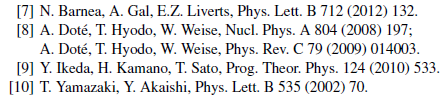 [7] N. Barnea, A. Gal, E.Z. Liverts, Phys. Lett. B 712 (2012) 132.
[8] A. Doté, T. Hyodo, W. Weise, Nucl. Phys. A 804 (2008) 197;
A. Doté, T. Hyodo, W. Weise, Phys. Rev. C 79 (2009) 014003.
[9] Y. Ikeda, H. Kamano, T. Sato, Prog. Theor. Phys. 124 (2010) 533.
[10] T. Yamazaki, Y. Akaishi, Phys. Lett. B 535 (2002) 70.